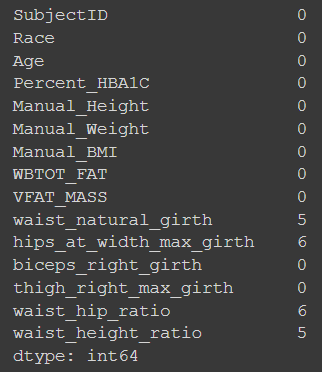 SubjectID 0
Race 0
Age 0
Percent_HBA1C 0
Manual_Height 0
Manual_Weight 0
Manual_BMI 0
WBTOT_FAT 0
VFAT_MASS 0
waist_natural_girth 5
hips_at_width_max_girth 6
biceps_right_girth 0
thigh_right_max_girth 0
waist_hip_ratio 6
waist_height_ratio 5
dtype: int64